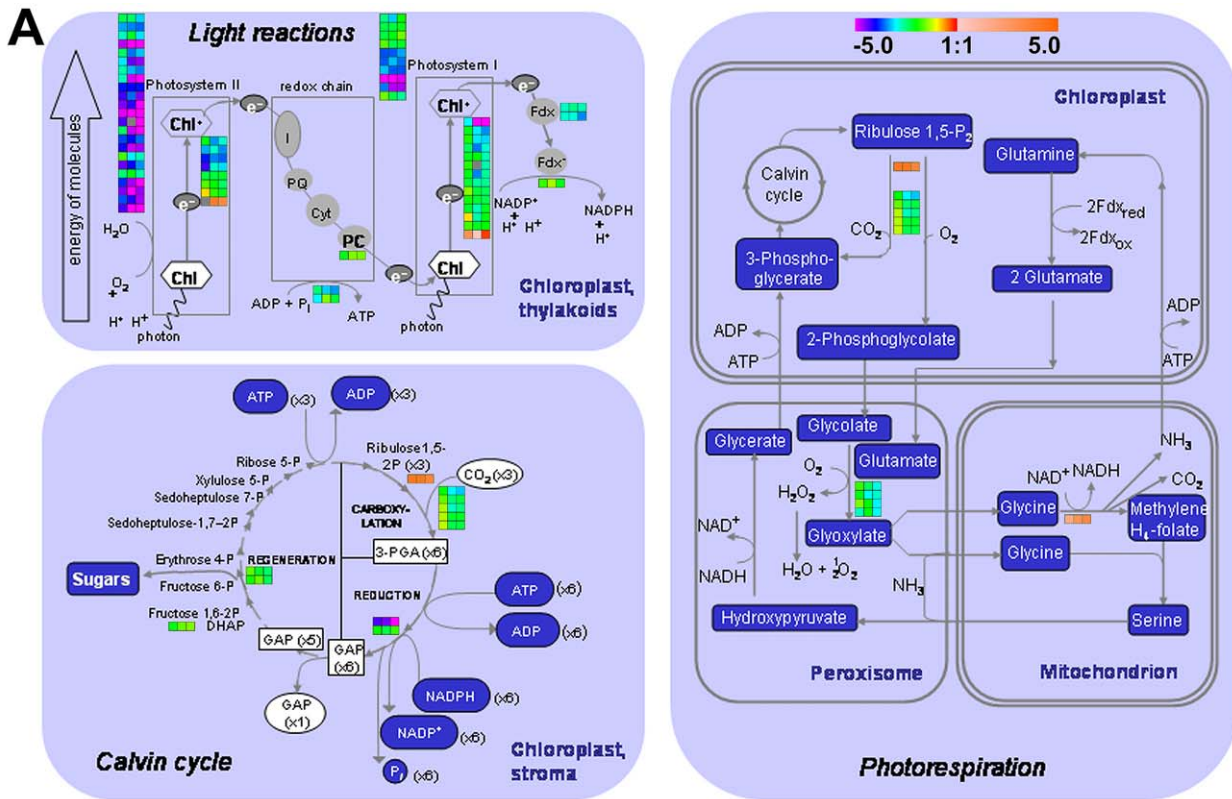 A
Light reactions
energy of molecules
Photosystem II
redox chain
Photosystem I
Chl+
e-
I
PQ
Cyt
PC
e-
Chl
H2O
O2
+
H+ H+
photon
e-
ADP + Pi
ATP
e-
Chl+
e-
Chl
photon
e-
Fdx
Fdx-
NADP+
+
H+ H+
NADPH
+
H+
Chloroplast,
thylakoids
ATP (x3)
ADP (x3)
Ribulose1,5-
2P (x3)
CO2 (x3)
Ribose 5-P
Xylulose 5-P
Sedoheptulose 7-P
Sedoheptulose-1,7–2P
Erythrose 4-P
Fructose 6-P
Fructose 1,6-2P
DHAP
Sugars
REGENERATION
CARBOXY-
LATION
3-PGA (x6)
REDUCTION
ATP (x6)
ADP (x6)
GAP (x5)
GAP
(x6)
GAP
(x1)
NADPH (x6)
NADP+ (x6)
Pi (x6)
Calvin cycle
Chloroplast,
stroma
-5.0 1:1 5.0
Chloroplast
Ribulose 1,5-P2
Glutamine
Calvin
cycle
CO2
O2
2Fdxred
2Fdxox
3-Phospho-
glycerate
2 Glutamate
2-Phosphoglycolate
ADP
ATP
ADP
ATP
Glycerate
Glycolate
Glutamate
O2
H2O2
Glyoxylate
H2O + ½O2
NAD+
NADH
Hydroxypyruvate
Peroxisome
NH3
CO2
NAD+
NADH
Glycine
Methylene
H4-folate
Glycine
NH3
Serine
Mitochondrion
Photorespiration